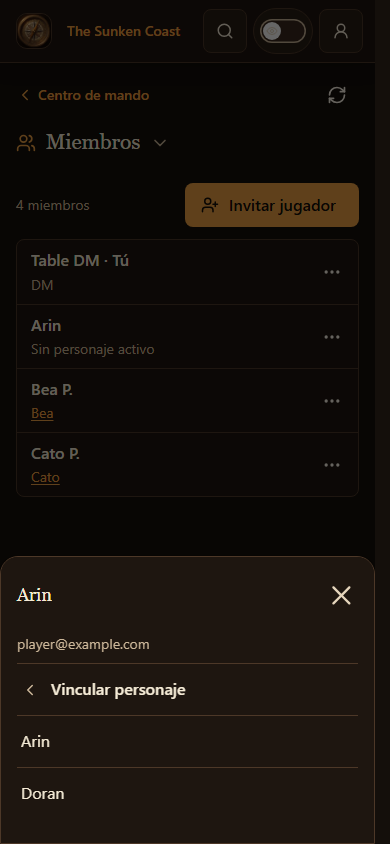 The Sunken Coast
Centro de mando
Miembros
4 miembros
Invitar jugador
Table DM · Tú
DM
Arin
Sin personaje activo
Bea P.
Bea
Cato P.
Cato
Arin
player@example.com
Vincular personaje
Arin
Doran